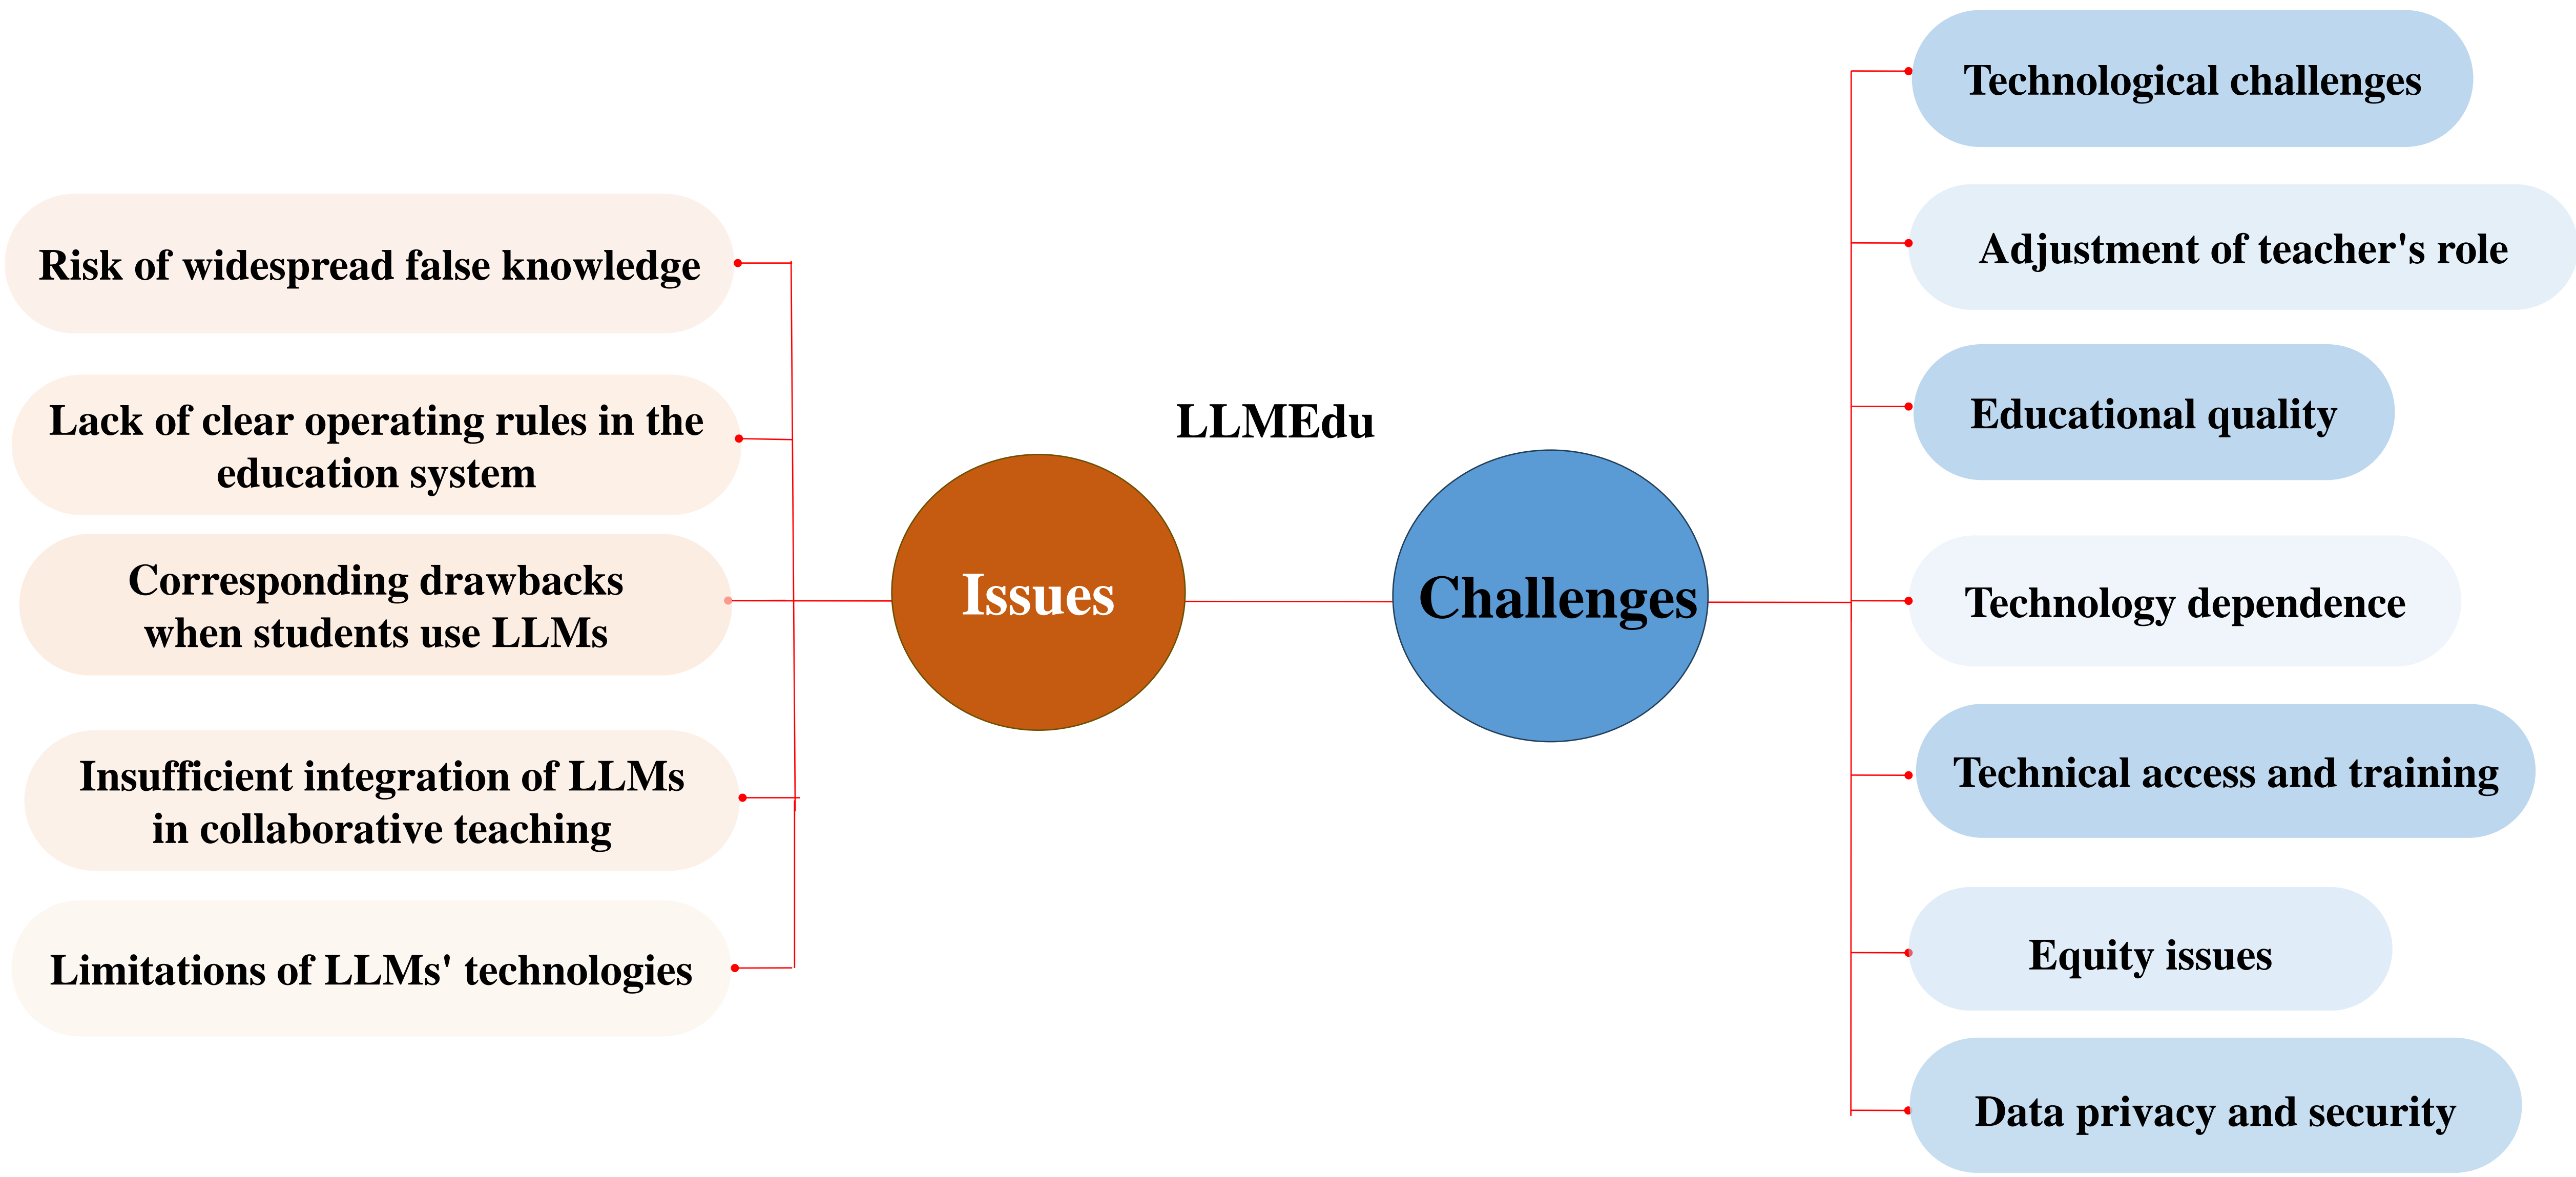 Risk of widespread false knowledge
Lack of clear operating rules in the
education system
Corresponding drawbacks
when students use LLMs
Insufficient integration of LLMs
in collaborative teaching
Limitations of LLMs' technologies
LLMEdu
Issues
Challenges
Technological challenges
Adjustment of teacher's role
Educational quality
Technology dependence
Technical access and training
Equity issues
Data privacy and security